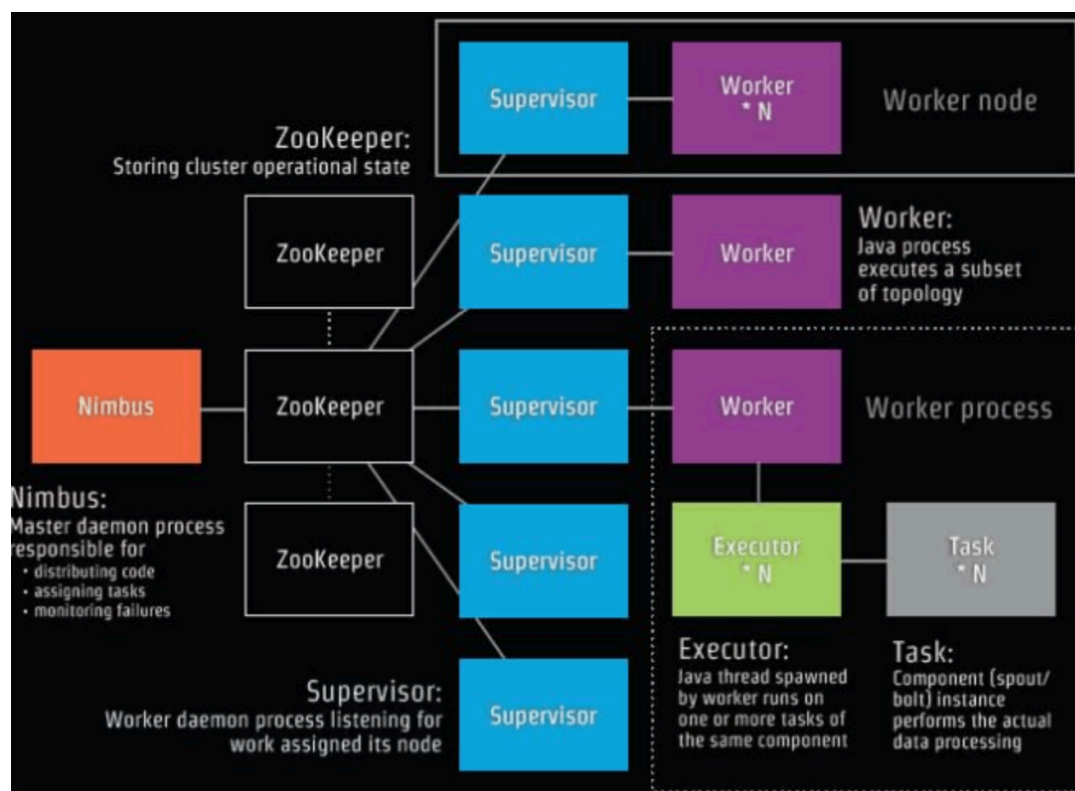 Supervisor
Worker
* N
Worker node
ZooKeeper:
Storing cluster operational state
ZooKeeper
Supervisor
Worker
Worker:
Java process
executes a subset
of topology
Nimbus
ZooKeeper
Supervisor
Worker
Worker process
Nimbus:
Master daemon process
responsible for
• distributing code
• assigning tasks
• monitoring failures
ZooKeeper
Supervisor
Executor
* N
Task
* N
Executor:
Java thread spawned
by worker runs on
one or more tasks of
the same component
Task:
Component (spout/
bolt) instance
performs the actual
data processing
Supervisor:
Worker daemon process listening for
work assigned its node
Supervisor